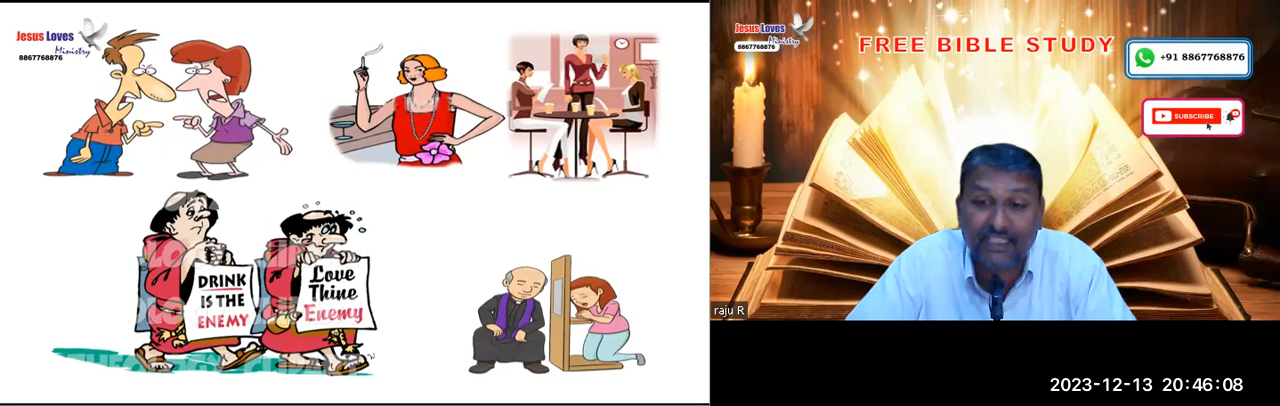 Jesus Loves
Ministry
8867768876
DRINK
IS THE
ENEMY
Love
Thine
Enemy
Jesus Loves
Ministry
8867768876
FREE BIBLE STUDY
+91 8867768876
SUBSCRIBE
raju R
2023-12-13 20:46:08